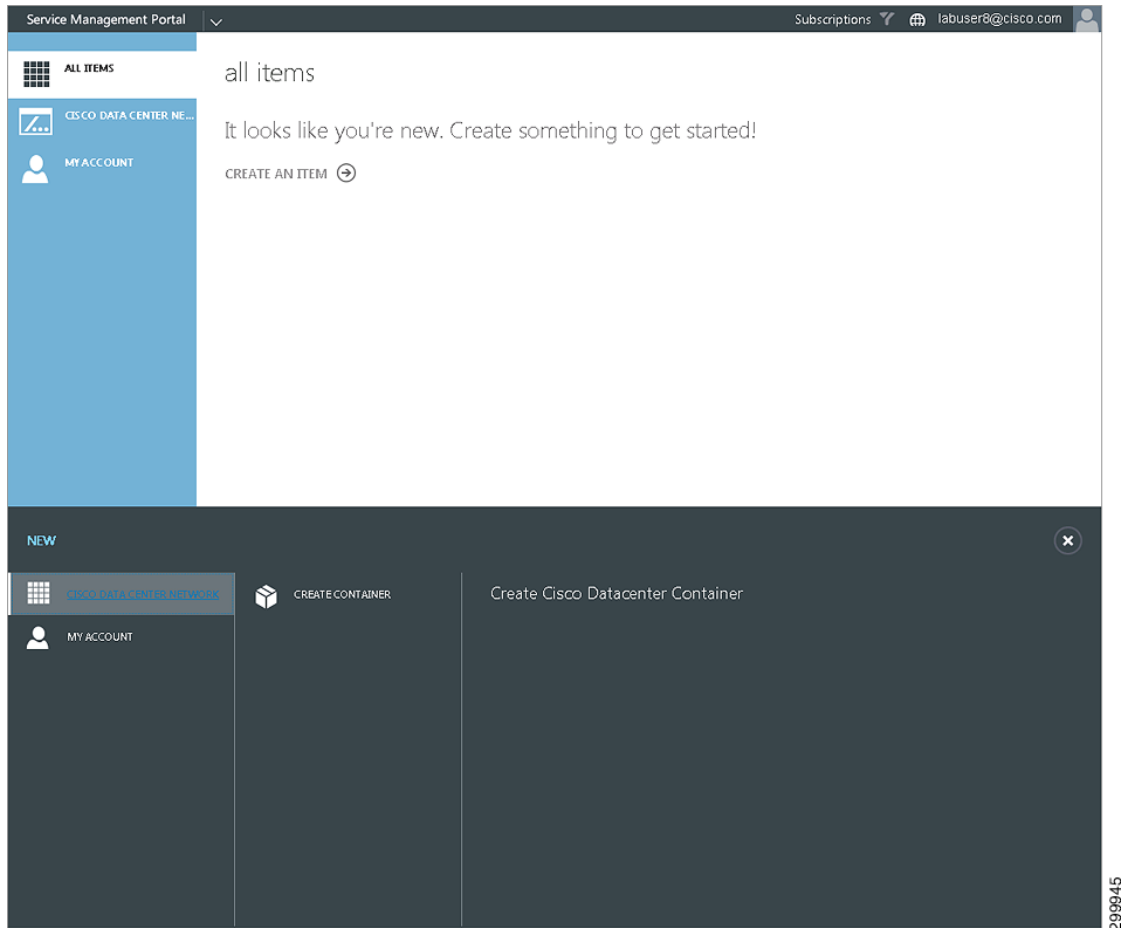 Service Management Portal
Subscriptions
labuser8@cisco.com
ALL ITEMS
CISCO DATA CENTER NE...
MY ACCOUNT
all items
It looks like you're new. Create something to get started!
CREATE AN ITEM
NEW
CISCO DATA CENTER NETWORK
MY ACCOUNT
CREATE CONTAINER
Create Cisco Datacenter Container
299945